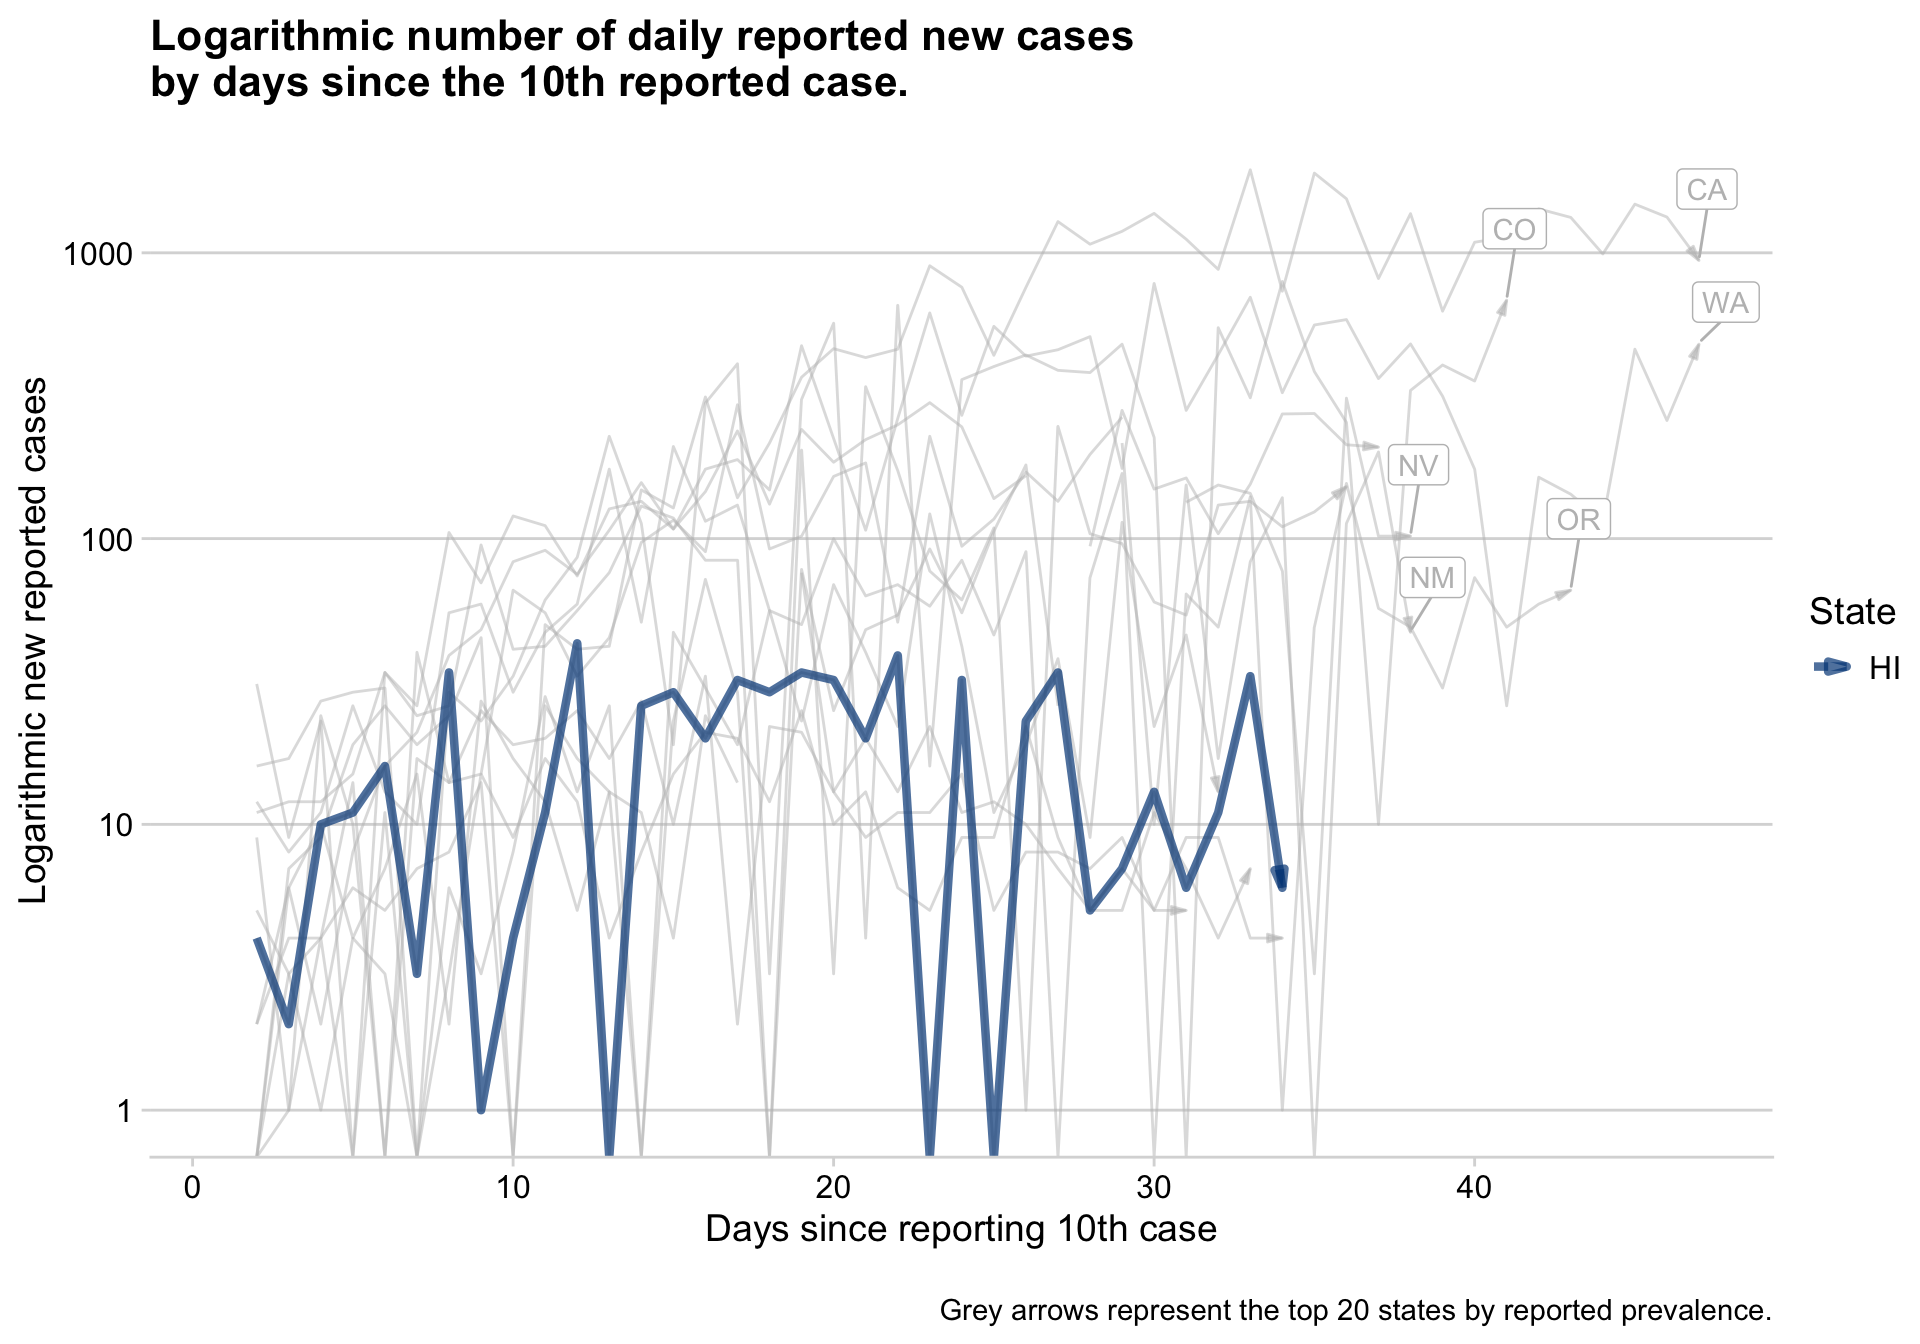 Logarithmic number of daily reported new cases
by days since the 10th reported case.
Logarithmic new reported cases
1000
100
10
1
CA
CO
WA
NV
OR
NM
State
HI
0 10 20 30 40
Days since reporting 10th case
Grey arrows represent the top 20 states by reported prevalence.